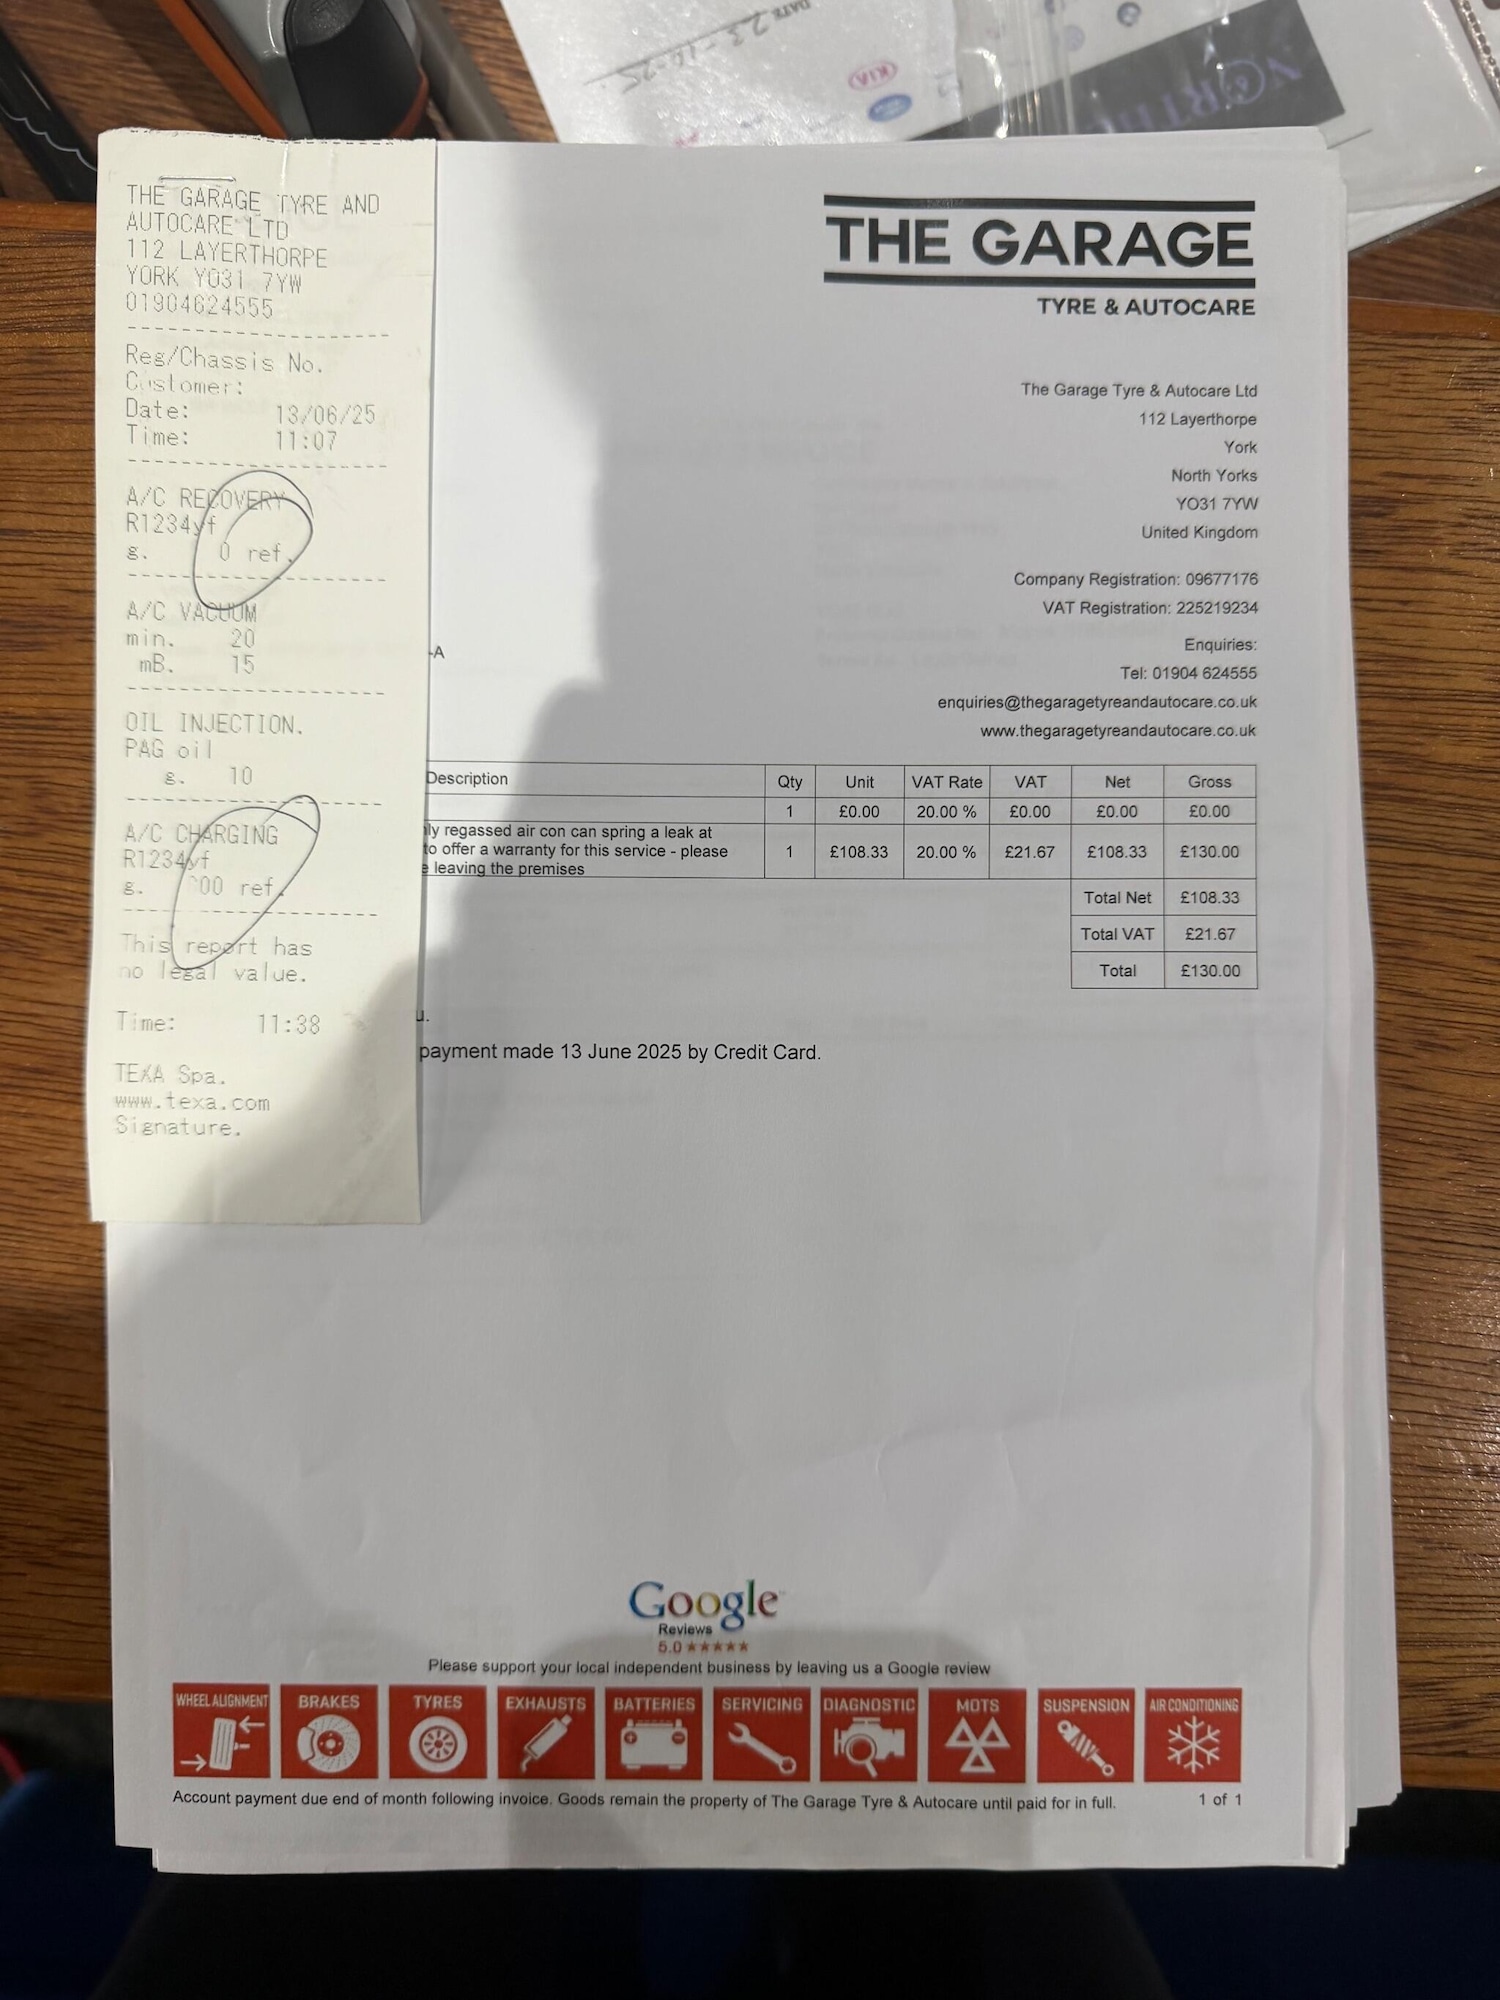 DATE 23-10-25
KIA
THE GARAGE TYRE AND
AUTOCARE LTD
112 LAYERTHORPE
YORK YO31 7YW
01904624555
Reg/Chassis No.
Customer:
Date: 13/06/25
Time: 11:07
A/C RECOVERY
R1234yf
g. 0 ref.
A/C VACUUM
min. 20
mB. 15
OIL INJECTION.
PAG oil
g. 10
A/C CHARGING
R1234yf
g. 00 ref.
This report has
no legal value.
Time: 11:38
TEXA Spa.
www.texa.com
Signature.
THE GARAGE
TYRE & AUTOCARE
The Garage Tyre & Autocare Ltd
112 Layerthorpe
York
North Yorks
YO31 7YW
United Kingdom
Company Registration: 09677176
VAT Registration: 225219234
Enquiries:
Tel: 01904 624555
enquiries@thegaragetyreandautocare.co.uk
www.thegaragetyreandautocare.co.uk
-A
Description Qty Unit VAT Rate VAT Net Gross
1 £0.00 20.00 % £0.00 £0.00 £0.00
ly regassed air con can spring a leak at
to offer a warranty for this service - please 1 £108.33 20.00 % £21.67 £108.33 £130.00
e leaving the premises
Total Net £108.33
Total VAT £21.67
Total £130.00
u.
payment made 13 June 2025 by Credit Card.
Google
Reviews
5.0 ★★★★★
Please support your local independent business by leaving us a Google review
WHEEL ALIGNMENT BRAKES TYRES EXHAUSTS BATTERIES SERVICING DIAGNOSTIC MOTS SUSPENSION AIR CONDITIONING
Account payment due end of month following invoice. Goods remain the property of The Garage Tyre & Autocare until paid for in full. 1 of 1